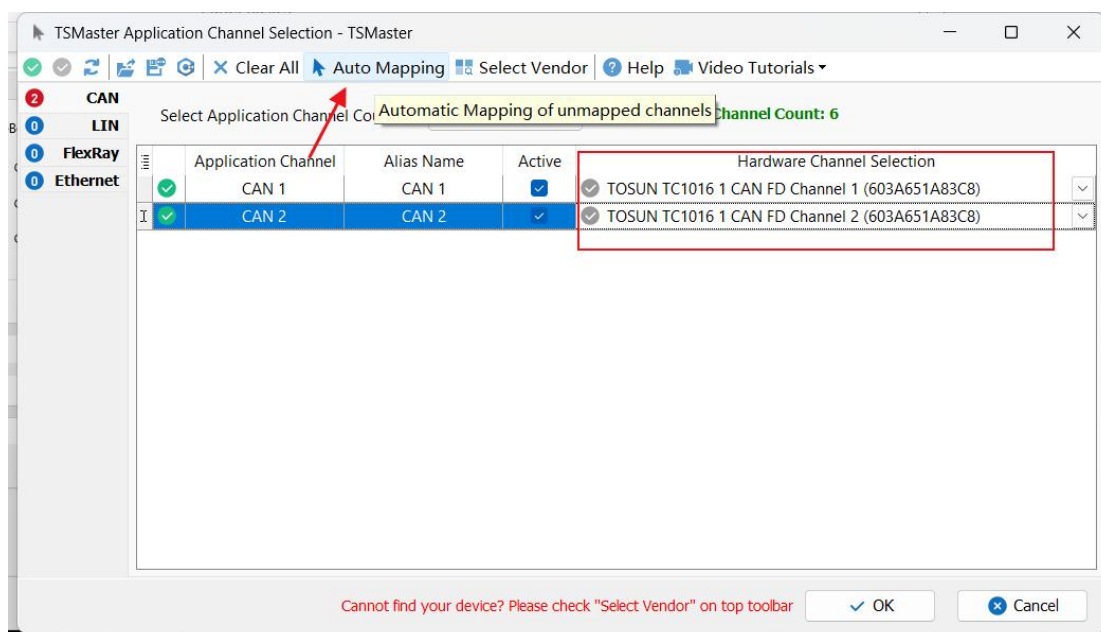 TSMaster Application Channel Selection - TSMaster
Clear All Auto Mapping Select Vendor Help Video Tutorials
2 CAN
0 LIN
0 FlexRay
0 Ethernet
Select Application Channel Automatic Mapping of unmapped channels Channel Count: 6
Application Channel Alias Name Active Hardware Channel Selection
CAN 1 CAN 1 TOSUN TC1016 1 CAN FD Channel 1 (603A651A83C8)
CAN 2 CAN 2 TOSUN TC1016 1 CAN FD Channel 2 (603A651A83C8)
Cannot find your device? Please check "Select Vendor" on top toolbar OK Cancel